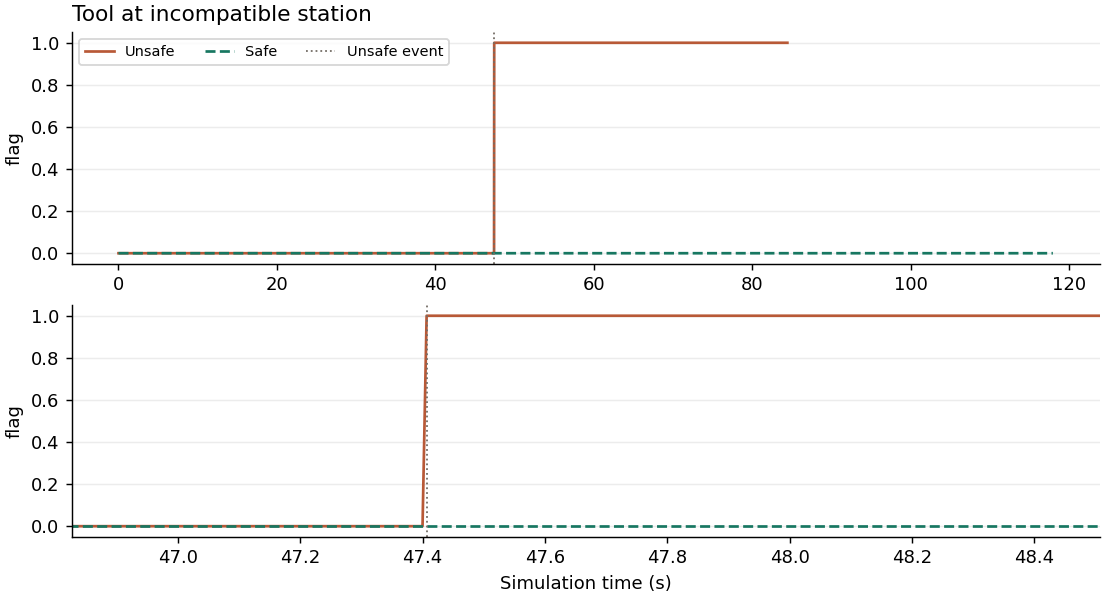 Tool at incompatible station
Unsafe Safe Unsafe event
flag
1.0
0.8
0.6
0.4
0.2
0.0
0 20 40 60 80 100 120
flag
1.0
0.8
0.6
0.4
0.2
0.0
47.0 47.2 47.4 47.6 47.8 48.0 48.2 48.4
Simulation time (s)